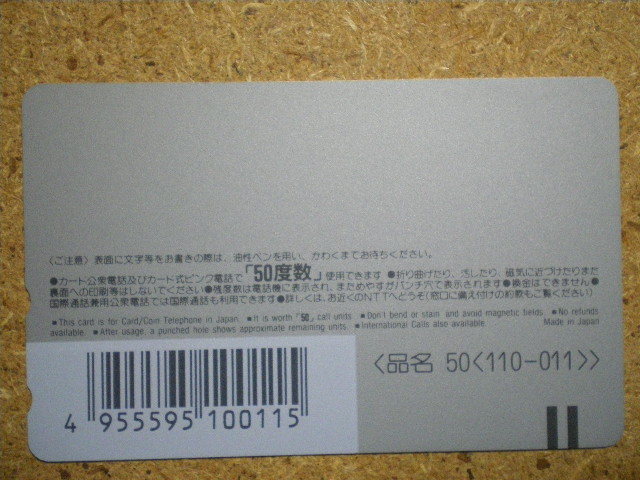 〈ご注意〉表面に文字等をお書きの際は、油性ペンを用い、かわくまでお待ちください。
●カード公衆電話及びカード式ピンク電話で「50度数」使用できます ●折り曲げたり、汚したり、磁気に近づけたりまた
裏面への印刷等はしないでください●残度数は電話機に表示され、まためやすがパンチ穴で表示されます●換金はできません●
国際通話兼用公衆電話では国際通話も利用できます●詳しくは、お近くのNTTへどうぞ(窓口に備え付けの約款もご覧ください)
■This card is for Card/Coin Telephone in Japan. ■It is worth「50」call units ■Don't bend or stain and avoid magnetic fields. ■No refunds
available. ■After usage, a punched hole shows approximate remaining units. ■International Calls also available. Made in Japan
〈品名 50〈110-011〉〉
4 955595 100115